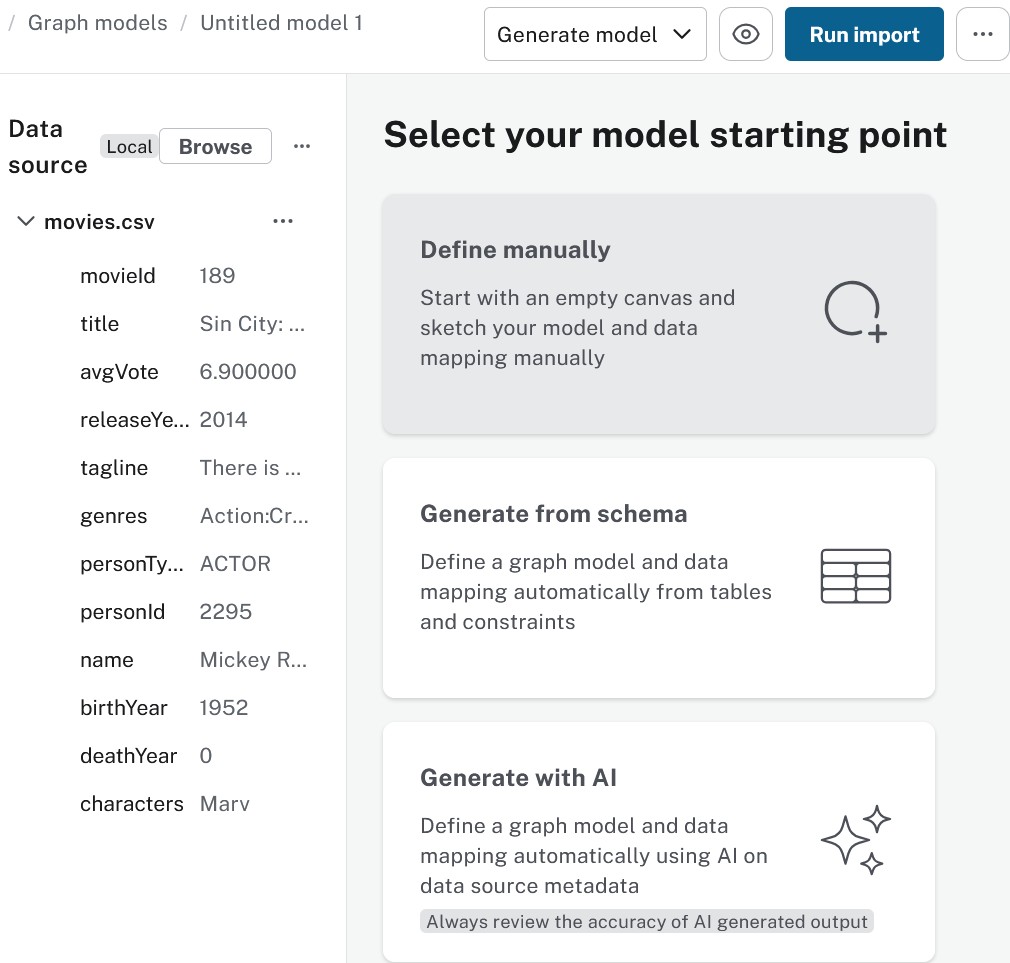 / Graph models / Untitled model 1
Generate model
Run import
...
Data
source
Local
Browse
...
movies.csv
...
movieId 189
title Sin City: ...
avgVote 6.900000
releaseYe... 2014
tagline There is ...
genres Action:Cr...
personTy... ACTOR
personId 2295
name Mickey R...
birthYear 1952
deathYear 0
characters Marv
Select your model starting point
Define manually
Start with an empty canvas and
sketch your model and data
mapping manually
Generate from schema
Define a graph model and data
mapping automatically from tables
and constraints
Generate with AI
Define a graph model and data
mapping automatically using AI on
data source metadata
Always review the accuracy of AI generated output